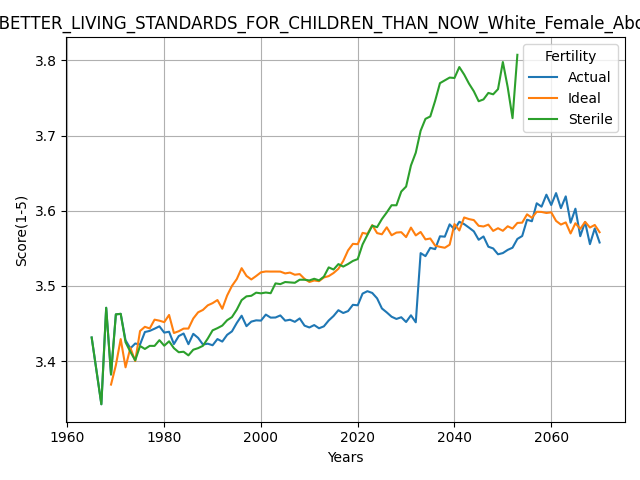 BETTER_LIVING_STANDARDS_FOR_CHILDREN_THAN_NOW_White_Female_Abo
Fertility
Actual
Ideal
Sterile
Score(1-5)
3.8
3.7
3.6
3.5
3.4
1960 1980 2000 2020 2040 2060
Years